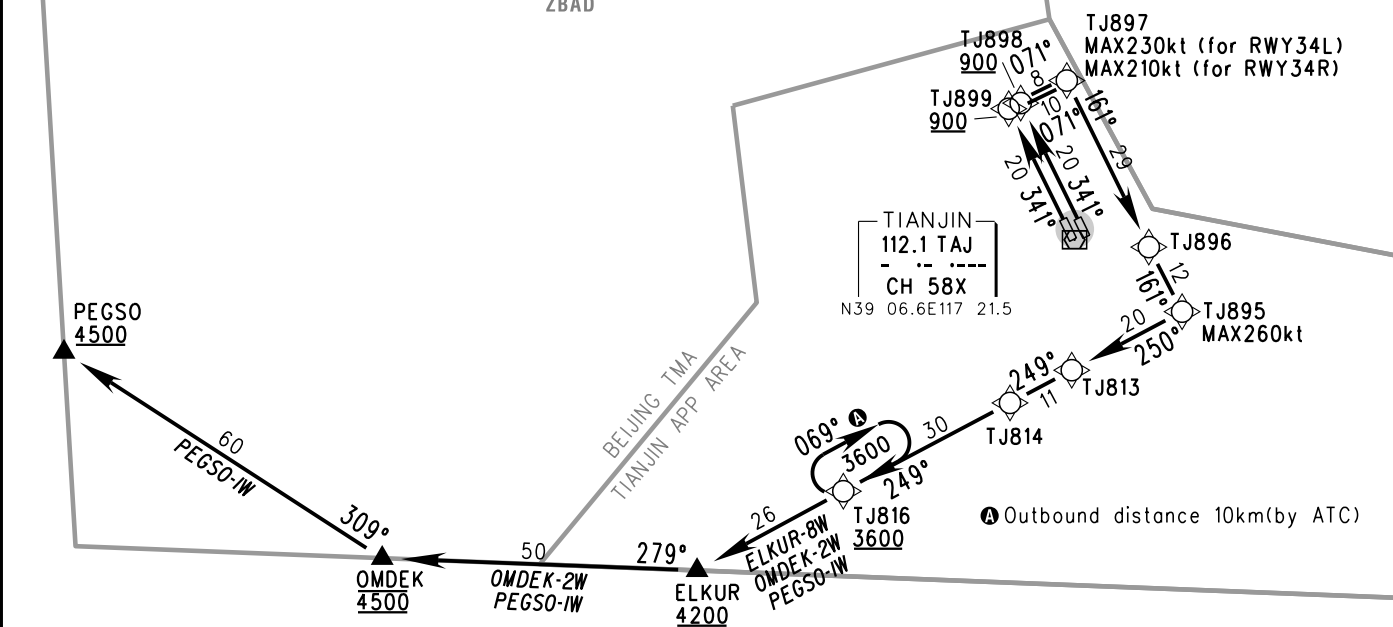 ZBAD
TJ897
MAX230kt (for RWY34L)
MAX210kt (for RWY34R)
TJ898
900
071°
8
TJ899
900
10
071°
161°
29
20 341°
20 341°
TIANJIN
112.1 TAJ
- ·- ·---
CH 58X
N39 06.6E117 21.5
TJ896
12
161°
TJ895
MAX260kt
20
250°
PEGSO
4500
BEIJING TMA
TIANJIN APP AREA
249°
11
TJ813
TJ814
069° A
3600
30
249°
TJ816
3600
A Outbound distance 10km(by ATC)
60
PEGSO-1W
309°
26
ELKUR-8W
OMDEK-2W
PEGSO-1W
50
279°
OMDEK-2W
PEGSO-1W
OMDEK
4500
ELKUR
4200